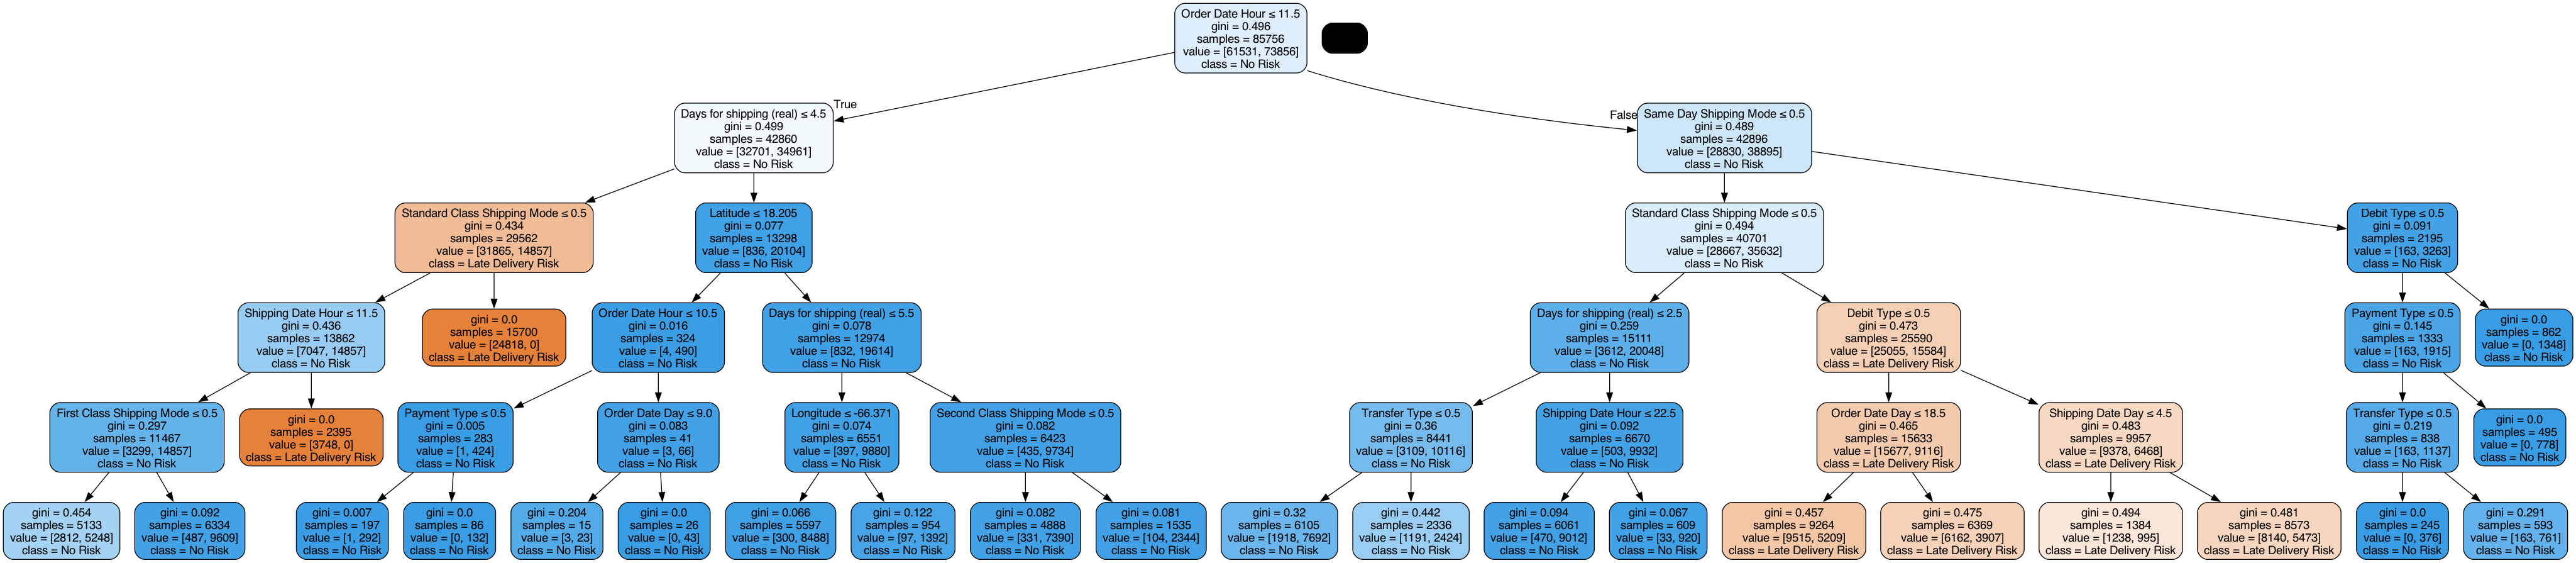 Order Date Hour ≤ 11.5
gini = 0.496
samples = 85756
value = [61531, 73856]
class = No Risk
True
False
Days for shipping (real) ≤ 4.5
gini = 0.499
samples = 42860
value = [32701, 34961]
class = No Risk
Same Day Shipping Mode ≤ 0.5
gini = 0.489
samples = 42896
value = [28830, 38895]
class = No Risk
Standard Class Shipping Mode ≤ 0.5
gini = 0.434
samples = 29562
value = [31865, 14857]
class = Late Delivery Risk
Latitude ≤ 18.205
gini = 0.077
samples = 13298
value = [836, 20104]
class = No Risk
Standard Class Shipping Mode ≤ 0.5
gini = 0.494
samples = 40701
value = [28667, 35632]
class = No Risk
Debit Type ≤ 0.5
gini = 0.091
samples = 2195
value = [163, 3263]
class = No Risk
Shipping Date Hour ≤ 11.5
gini = 0.436
samples = 13862
value = [7047, 14857]
class = No Risk
gini = 0.0
samples = 15700
value = [24818, 0]
class = Late Delivery Risk
Order Date Hour ≤ 10.5
gini = 0.016
samples = 324
value = [4, 490]
class = No Risk
Days for shipping (real) ≤ 5.5
gini = 0.078
samples = 12974
value = [832, 19614]
class = No Risk
Days for shipping (real) ≤ 2.5
gini = 0.259
samples = 15111
value = [3612, 20048]
class = No Risk
Debit Type ≤ 0.5
gini = 0.473
samples = 25590
value = [25055, 15584]
class = Late Delivery Risk
Payment Type ≤ 0.5
gini = 0.145
samples = 1333
value = [163, 1915]
class = No Risk
gini = 0.0
samples = 862
value = [0, 1348]
class = No Risk
First Class Shipping Mode ≤ 0.5
gini = 0.297
samples = 11467
value = [3299, 14857]
class = No Risk
gini = 0.0
samples = 2395
value = [3748, 0]
class = Late Delivery Risk
Payment Type ≤ 0.5
gini = 0.005
samples = 283
value = [1, 424]
class = No Risk
Order Date Day ≤ 9.0
gini = 0.083
samples = 41
value = [3, 66]
class = No Risk
Longitude ≤ -66.371
gini = 0.074
samples = 6551
value = [397, 9880]
class = No Risk
Second Class Shipping Mode ≤ 0.5
gini = 0.082
samples = 6423
value = [435, 9734]
class = No Risk
Transfer Type ≤ 0.5
gini = 0.36
samples = 8441
value = [3109, 10116]
class = No Risk
Shipping Date Hour ≤ 22.5
gini = 0.092
samples = 6670
value = [503, 9932]
class = No Risk
Order Date Day ≤ 18.5
gini = 0.465
samples = 15633
value = [15677, 9116]
class = Late Delivery Risk
Shipping Date Day ≤ 4.5
gini = 0.483
samples = 9957
value = [9378, 6468]
class = Late Delivery Risk
Transfer Type ≤ 0.5
gini = 0.219
samples = 838
value = [163, 1137]
class = No Risk
gini = 0.0
samples = 495
value = [0, 778]
class = No Risk
gini = 0.454
samples = 5133
value = [2812, 5248]
class = No Risk
gini = 0.092
samples = 6334
value = [487, 9609]
class = No Risk
gini = 0.007
samples = 197
value = [1, 292]
class = No Risk
gini = 0.0
samples = 86
value = [0, 132]
class = No Risk
gini = 0.204
samples = 15
value = [3, 23]
class = No Risk
gini = 0.0
samples = 26
value = [0, 43]
class = No Risk
gini = 0.066
samples = 5597
value = [300, 8488]
class = No Risk
gini = 0.122
samples = 954
value = [97, 1392]
class = No Risk
gini = 0.082
samples = 4888
value = [331, 7390]
class = No Risk
gini = 0.081
samples = 1535
value = [104, 2344]
class = No Risk
gini = 0.32
samples = 6105
value = [1918, 7692]
class = No Risk
gini = 0.442
samples = 2336
value = [1191, 2424]
class = No Risk
gini = 0.094
samples = 6061
value = [470, 9012]
class = No Risk
gini = 0.067
samples = 609
value = [33, 920]
class = No Risk
gini = 0.457
samples = 9264
value = [9515, 5209]
class = Late Delivery Risk
gini = 0.475
samples = 6369
value = [6162, 3907]
class = Late Delivery Risk
gini = 0.494
samples = 1384
value = [1238, 995]
class = Late Delivery Risk
gini = 0.481
samples = 8573
value = [8140, 5473]
class = Late Delivery Risk
gini = 0.0
samples = 245
value = [0, 376]
class = No Risk
gini = 0.291
samples = 593
value = [163, 761]
class = No Risk